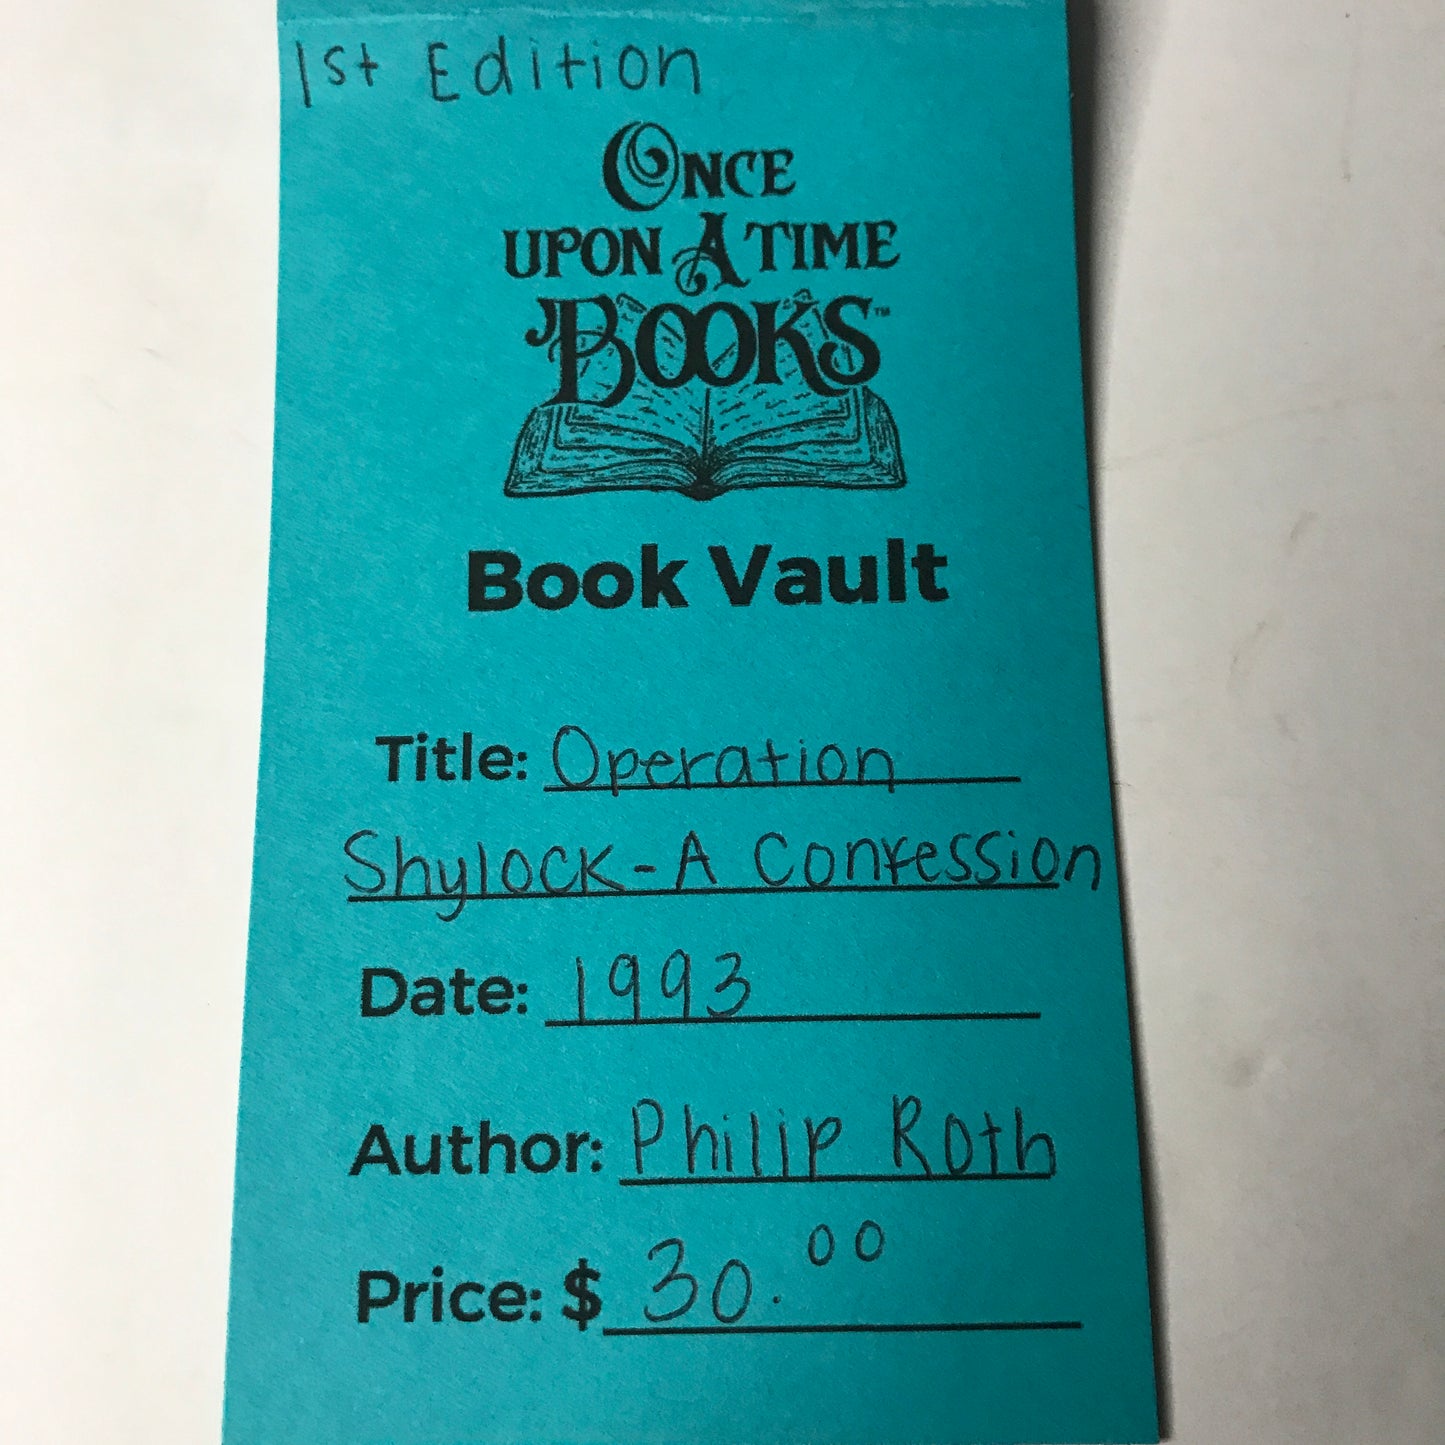 1st Edition
ONCE
UPON A TIME
BOOKS™
Book Vault
Title: Operation
Shylock - A Confession
Date: 1993
Author: Philip Roth
Price: $ 30.00